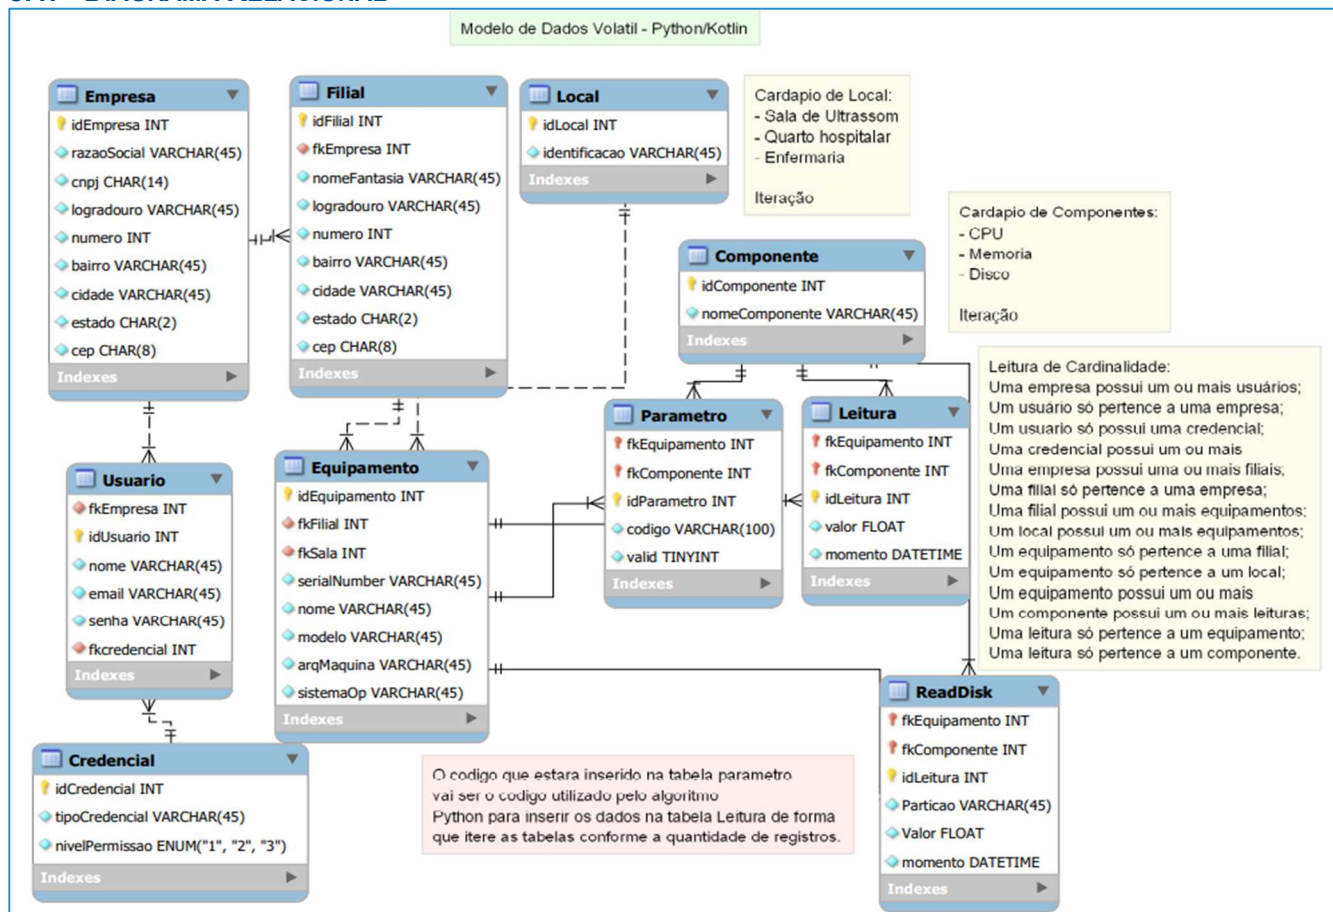 Modelo de Dados Volatil - Python/Kotlin
Empresa
idEmpresa INT
razaoSocial VARCHAR(45)
cnpj CHAR(14)
logradouro VARCHAR(45)
numero INT
bairro VARCHAR(45)
cidade VARCHAR(45)
estado CHAR(2)
cep CHAR(8)
Indexes
Filial
idFilial INT
fkEmpresa INT
nomeFantasia VARCHAR(45)
logradouro VARCHAR(45)
numero INT
bairro VARCHAR(45)
cidade VARCHAR(45)
estado CHAR(2)
cep CHAR(8)
Indexes
Local
idLocal INT
identificacao VARCHAR(45)
Indexes
Cardapio de Local:
- Sala de Ultrassom
- Quarto hospitalar
- Enfermaria
Iteração
Cardapio de Componentes:
- CPU
- Memoria
- Disco
Iteração
Componente
idComponente INT
nomeComponente VARCHAR(45)
Indexes
Leitura de Cardinalidade:
Uma empresa possui um ou mais usuários;
Um usuário só pertence a uma empresa;
Um usuario só possui uma credencial;
Uma credencial possui um ou mais
Uma empresa possui uma ou mais filiais;
Uma filial só pertence a uma empresa;
Uma filial possui um ou mais equipamentos;
Um local possui um ou mais equipamentos;
Um equipamento só pertence a uma filial;
Um equipamento só pertence a um local;
Um equipamento possui um ou mais
Um componente possui um ou mais leituras;
Uma leitura só pertence a um equipamento;
Uma leitura só pertence a um componente.
Parametro
fkEquipamento INT
fkComponente INT
idParametro INT
codigo VARCHAR(100)
valid TINYINT
Indexes
Leitura
fkEquipamento INT
fkComponente INT
idLeitura INT
valor FLOAT
momento DATETIME
Indexes
Usuario
fkEmpresa INT
idUsuario INT
nome VARCHAR(45)
email VARCHAR(45)
senha VARCHAR(45)
fkcredencial INT
Indexes
Equipamento
idEquipamento INT
fkFilial INT
fkSala INT
serialNumber VARCHAR(45)
nome VARCHAR(45)
modelo VARCHAR(45)
arqMaquina VARCHAR(45)
sistemaOp VARCHAR(45)
Indexes
ReadDisk
fkEquipamento INT
fkComponente INT
idLeitura INT
Particao VARCHAR(45)
Valor FLOAT
momento DATETIME
Indexes
Credencial
idCredencial INT
tipoCredencial VARCHAR(45)
nivelPermissao ENUM("1", "2", "3")
Indexes
O codigo que estara inserido na tabela parametro
vai ser o codigo utilizado pelo algoritmo
Python para inserir os dados na tabela Leitura de forma
que itere as tabelas conforme a quantidade de registros.